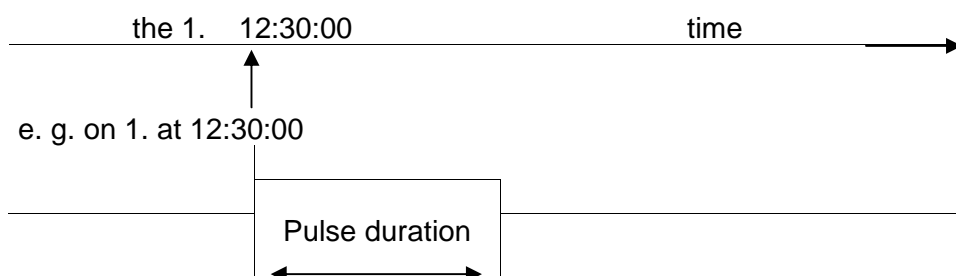 the 1. 12:30:00 time
e. g. on 1. at 12:30:00
Pulse duration